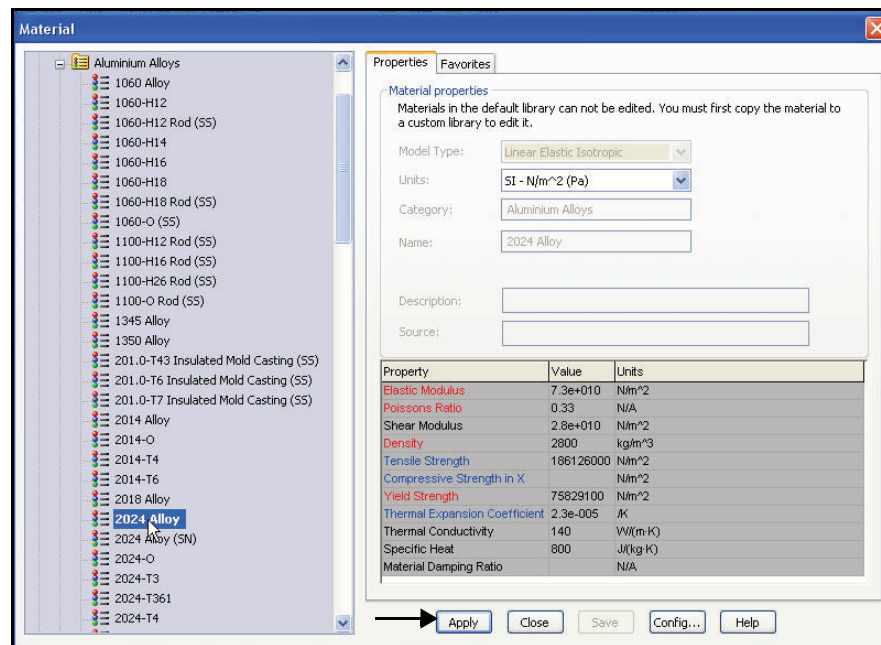 Material
Aluminium Alloys
1060 Alloy
1060-H12
1060-H12 Rod (SS)
1060-H14
1060-H16
1060-H18
1060-H18 Rod (SS)
1060-O (SS)
1100-H12 Rod (SS)
1100-H16 Rod (SS)
1100-H26 Rod (SS)
1100-O Rod (SS)
1345 Alloy
1350 Alloy
201.0-T43 Insulated Mold Casting (SS)
201.0-T6 Insulated Mold Casting (SS)
201.0-T7 Insulated Mold Casting (SS)
2014 Alloy
2014-O
2014-T4
2014-T6
2018 Alloy
2024 Alloy
2024 Alloy (SN)
2024-O
2024-T3
2024-T361
2024-T4
Properties Favorites
Material properties
Materials in the default library can not be edited. You must first copy the material to
a custom library to edit it.
Model Type: Linear Elastic Isotropic
Units: SI - N/m^2 (Pa)
Category: Aluminium Alloys
Name: 2024 Alloy
Description:
Source:
Property Value Units
Elastic Modulus 7.3e+010 N/m^2
Poissons Ratio 0.33 N/A
Shear Modulus 2.8e+010 N/m^2
Density 2800 kg/m^3
Tensile Strength 186126000 N/m^2
Compressive Strength in X N/m^2
Yield Strength 75829100 N/m^2
Thermal Expansion Coefficient 2.3e-005 /K
Thermal Conductivity 140 W/(m·K)
Specific Heat 800 J/(kg·K)
Material Damping Ratio N/A
Apply Close Save Config... Help